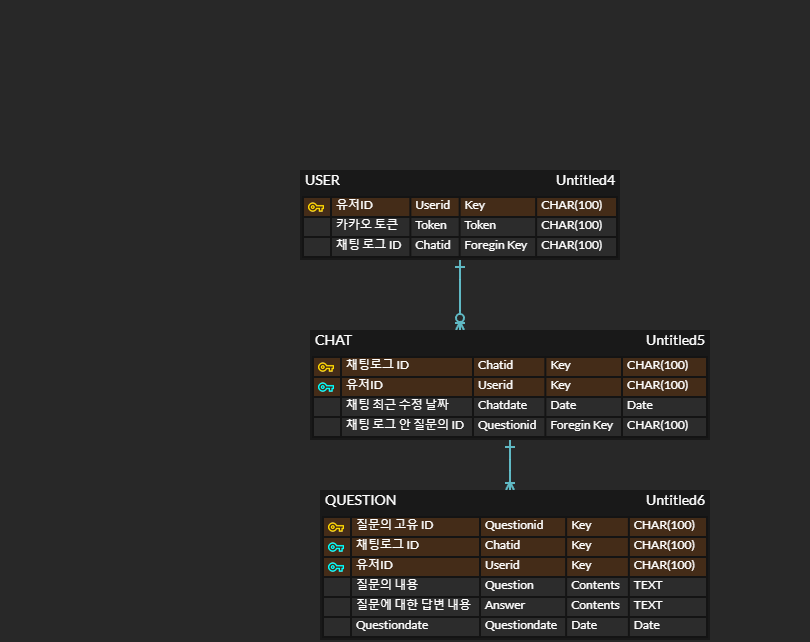 USER Untitled4
유저ID Userid Key CHAR(100)
카카오 토큰 Token Token CHAR(100)
채팅 로그 ID Chatid Foregin Key CHAR(100)
CHAT Untitled5
채팅로그 ID Chatid Key CHAR(100)
유저ID Userid Key CHAR(100)
채팅 최근 수정 날짜 Chatdate Date Date
채팅 로그 안 질문의 ID Questionid Foregin Key CHAR(100)
QUESTION Untitled6
질문의 고유 ID Questionid Key CHAR(100)
채팅로그 ID Chatid Key CHAR(100)
유저ID Userid Key CHAR(100)
질문의 내용 Question Contents TEXT
질문에 대한 답변 내용 Answer Contents TEXT
Questiondate Questiondate Date Date